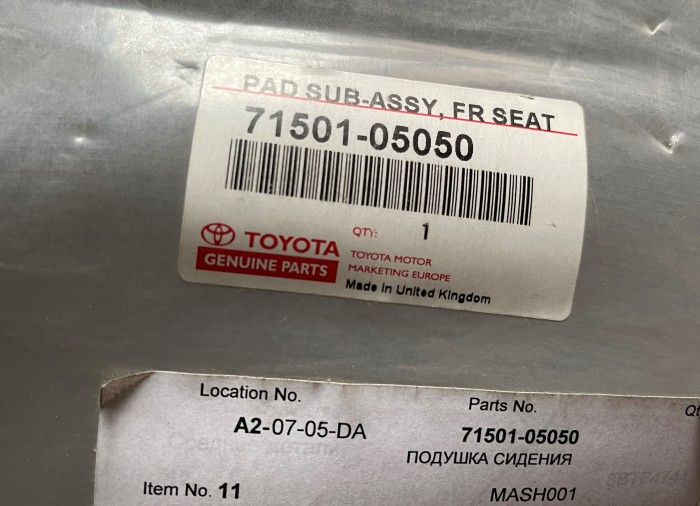 PAD SUB-ASSY, FR SEAT
71501-05050
QTY: 1
TOYOTA
GENUINE PARTS
TOYOTA MOTOR
MARKETING EUROPE
Made in United Kingdom
Location No. Parts No. Qt
A2-07-05-DA 71501-05050
ПОДУШКА СИДЕНИЯ
Item No. 11 MASH001